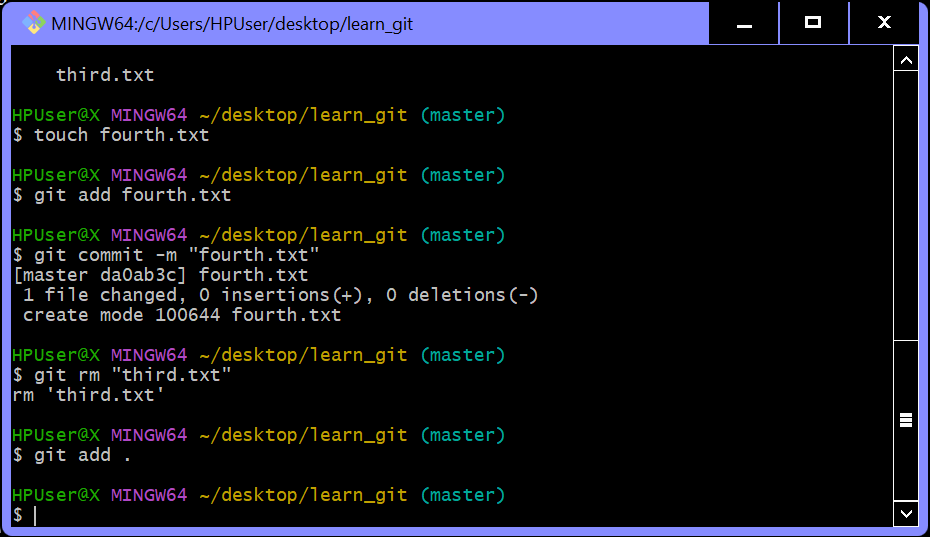 MINGW64:/c/Users/HPUser/desktop/learn_git
third.txt
HPUser@X MINGW64 ~/desktop/learn_git (master)
$ touch fourth.txt
HPUser@X MINGW64 ~/desktop/learn_git (master)
$ git add fourth.txt
HPUser@X MINGW64 ~/desktop/learn_git (master)
$ git commit -m "fourth.txt"
[master da0ab3c] fourth.txt
1 file changed, 0 insertions(+), 0 deletions(-)
create mode 100644 fourth.txt
HPUser@X MINGW64 ~/desktop/learn_git (master)
$ git rm "third.txt"
rm 'third.txt'
HPUser@X MINGW64 ~/desktop/learn_git (master)
$ git add .
HPUser@X MINGW64 ~/desktop/learn_git (master)
$